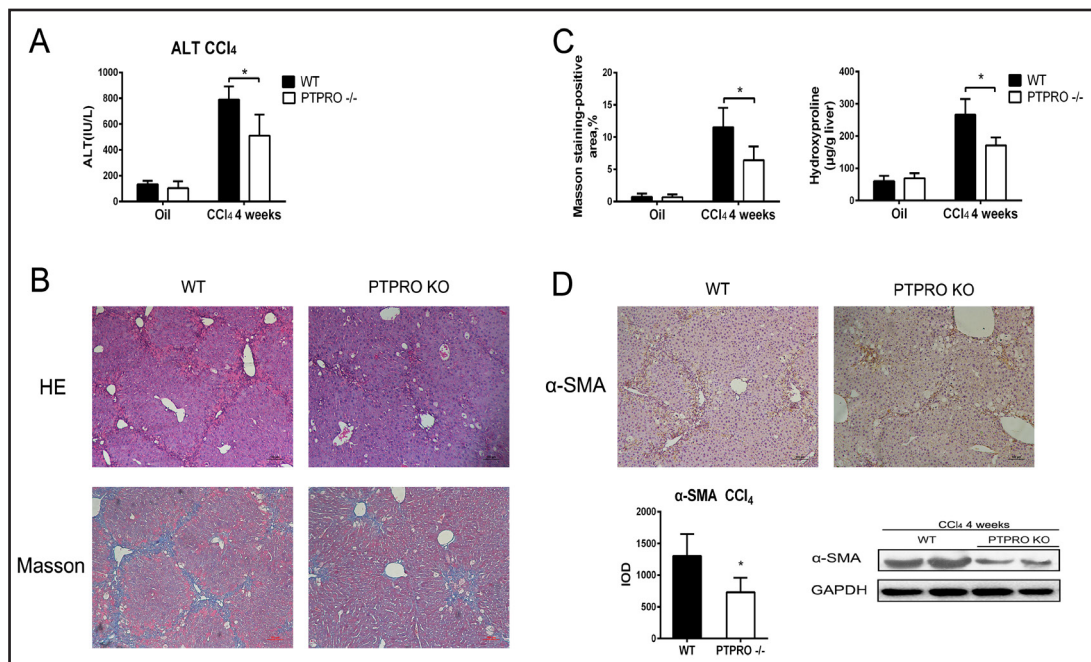 A
ALT CCl₄
ALT(IU/L)
1000
800
600
400
200
0
*
WT
PTPRO -/-
Oil
CCl₄ 4 weeks
C
Masson staining-positive
area,%
20
15
10
5
0
*
Oil
CCl₄ 4 weeks
Hydroxyproline
(μg/g liver)
400
300
200
100
0
*
WT
PTPRO -/-
Oil
CCl₄ 4 weeks
B
WT
PTPRO KO
HE
Masson
D
WT
PTPRO KO
α-SMA
α-SMA CCl₄
IOD
2000
1500
1000
500
0
*
WT
PTPRO -/-
CCl₄ 4 weeks
WT
PTPRO KO
α-SMA
GAPDH